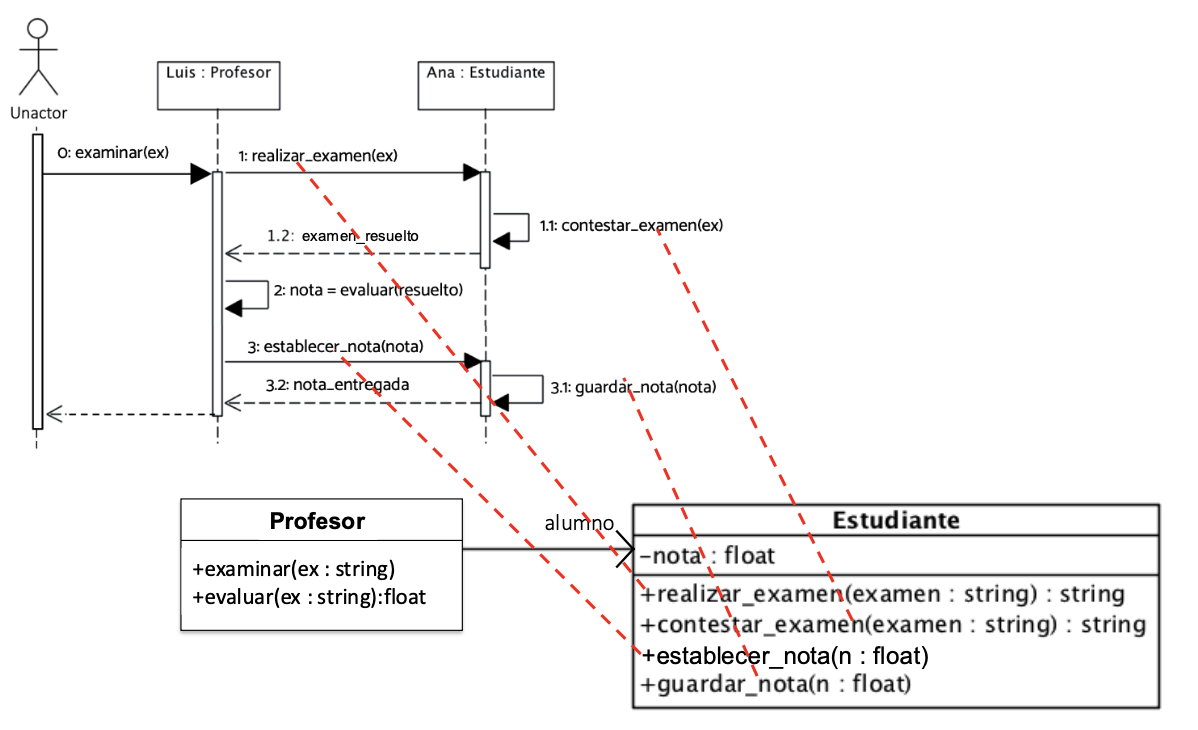 Luis : Profesor
Ana : Estudiante
Unactor
0: examinar(ex)
1: realizar_examen(ex)
1.1: contestar_examen(ex)
1.2: examen_resuelto
2: nota = evaluar(resuelto)
3: establecer_nota(nota)
3.2: nota_entregada
3.1: guardar_nota(nota)
Profesor
+examinar(ex : string)
+evaluar(ex : string):float
alumno
Estudiante
-nota : float
+realizar_examen(examen : string) : string
+contestar_examen(examen : string) : string
+establecer_nota(n : float)
+guardar_nota(n : float)